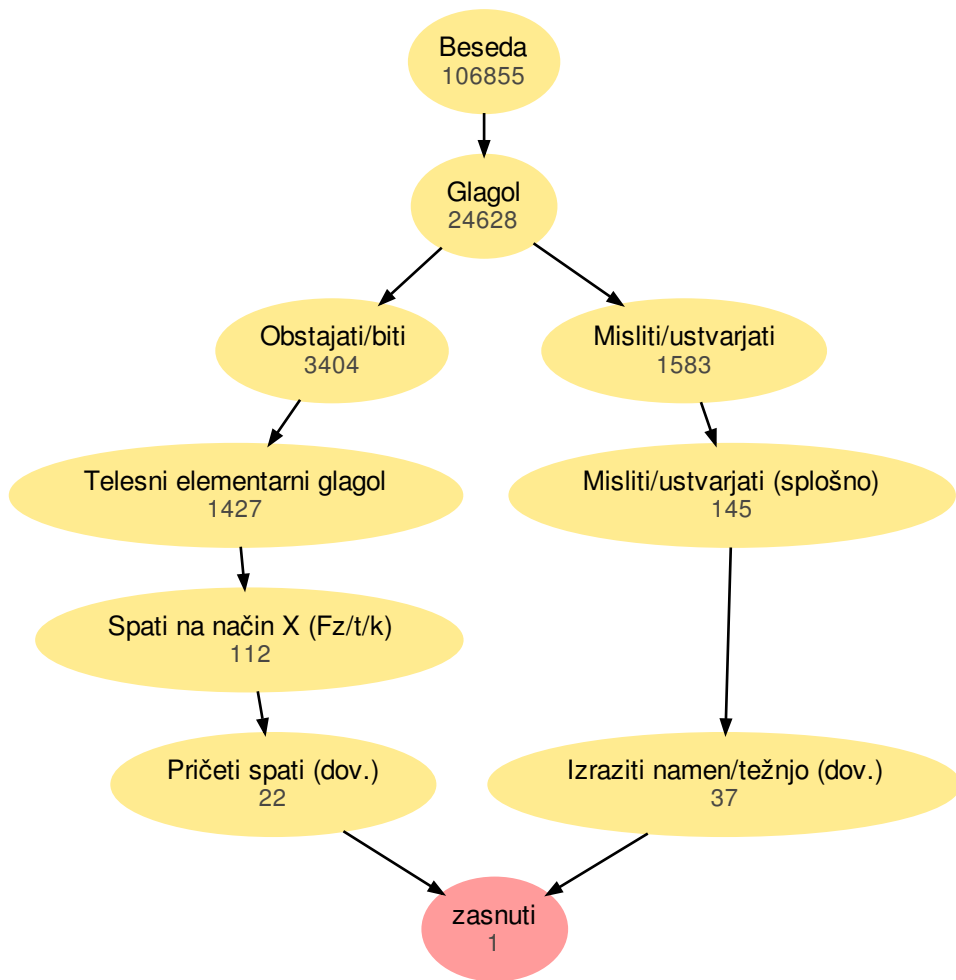 Beseda
106855
Glagol
24628
Obstajati/biti
3404
Misliti/ustvarjati
1583
Telesni elementarni glagol
1427
Misliti/ustvarjati (splošno)
145
Spati na način X (Fz/t/k)
112
Pričeti spati (dov.)
22
Izraziti namen/težnjo (dov.)
37
zasnuti
1